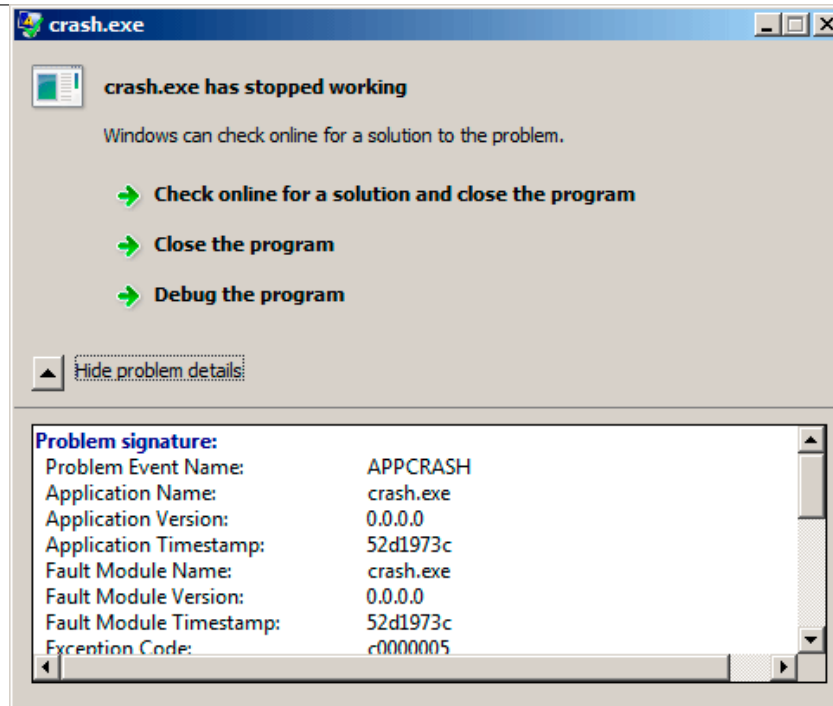 crash.exe
crash.exe has stopped working
Windows can check online for a solution to the problem.
Check online for a solution and close the program
Close the program
Debug the program
Hide problem details
Problem signature:
Problem Event Name: APPCRASH
Application Name: crash.exe
Application Version: 0.0.0.0
Application Timestamp: 52d1973c
Fault Module Name: crash.exe
Fault Module Version: 0.0.0.0
Fault Module Timestamp: 52d1973c
Exception Code: c0000005